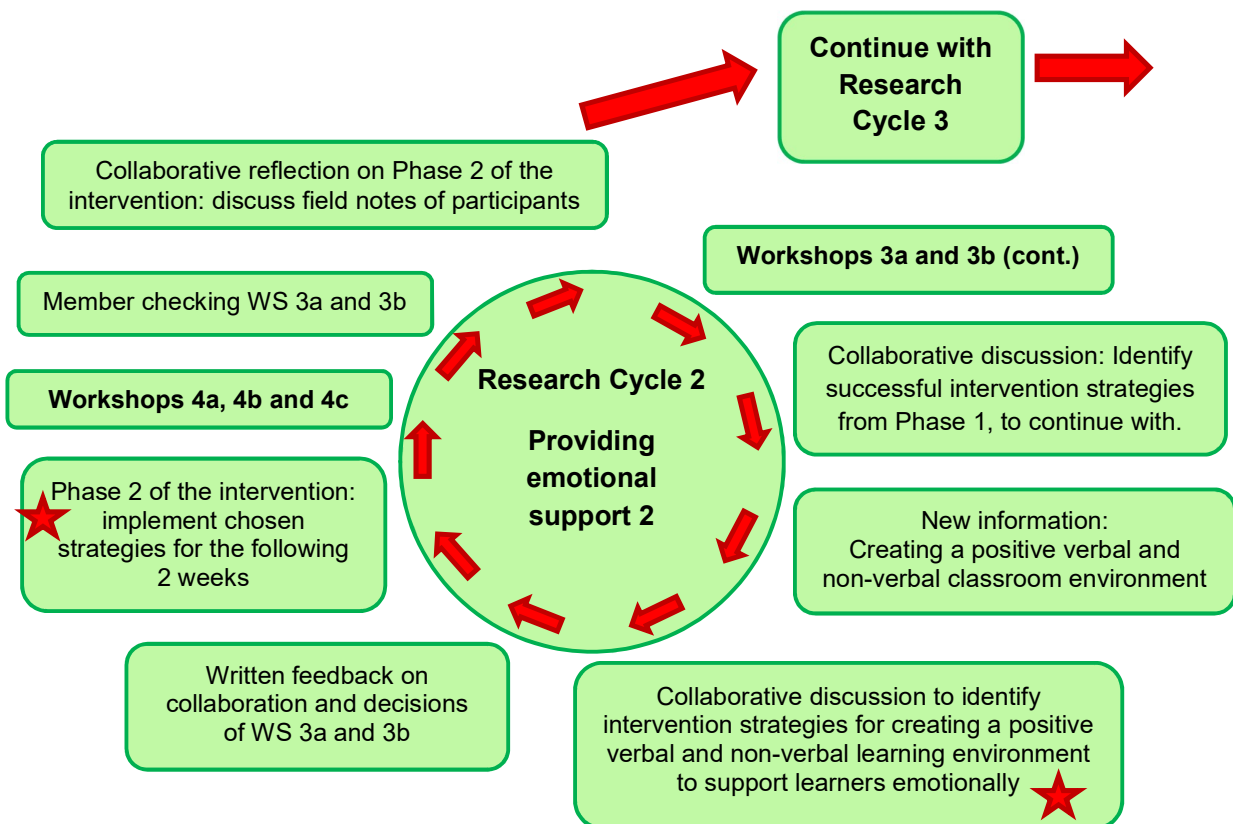 Continue with
Research
Cycle 3
Collaborative reflection on Phase 2 of the
intervention: discuss field notes of participants
Workshops 3a and 3b (cont.)
Member checking WS 3a and 3b
Collaborative discussion: Identify
successful intervention strategies
from Phase 1, to continue with.
Research Cycle 2
Providing
emotional
support 2
Workshops 4a, 4b and 4c
Phase 2 of the intervention:
implement chosen
strategies for the following
2 weeks
New information:
Creating a positive verbal and
non-verbal classroom environment
Written feedback on
collaboration and decisions
of WS 3a and 3b
Collaborative discussion to identify
intervention strategies for creating a positive
verbal and non-verbal learning environment
to support learners emotionally